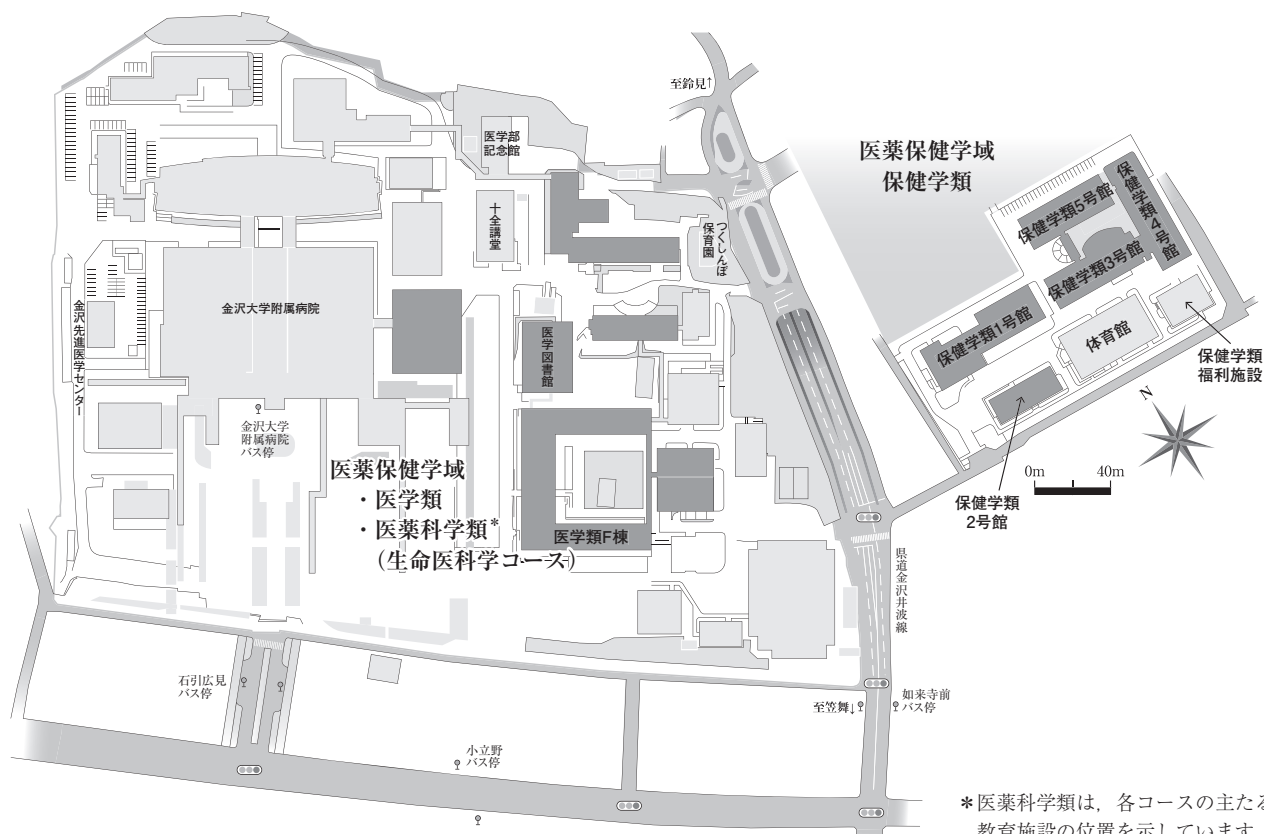 至鈴見↑
医学部
記念館
十全講堂
つくしんぼ
保育園
医薬保健学域
保健学類
保健学類5号館
保健学類4号館
保健学類3号館
保健学類1号館
体育館
保健学類
福利施設
保健学類
2号館
N
0m 40m
金沢大学附属病院
金沢先進医学センター
医学図書館
金沢大学
附属病院
バス停
医薬保健学域
・医学類
・医薬科学類*
(生命医科学コース)
医学類F棟
県道金沢井波線
石引広見
バス停
小立野
バス停
至笠舞↓
如来寺前
バス停
*医薬科学類は，各コースの主たる
教育施設の位置を示しています